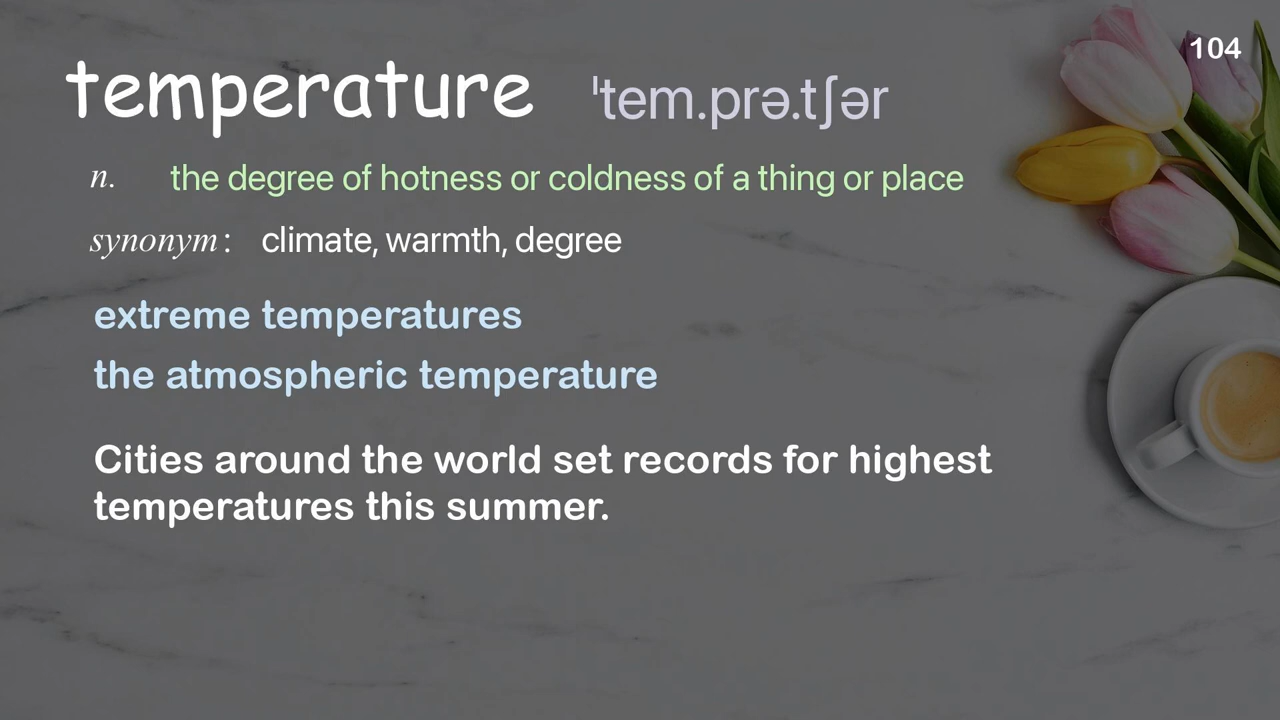 104
temperature ˈtem.prə.tʃər
n. the degree of hotness or coldness of a thing or place
synonym: climate, warmth, degree
extreme temperatures
the atmospheric temperature
Cities around the world set records for highest
temperatures this summer.